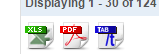 Displaying 1 - 30 of 124
XLS PDF TAB